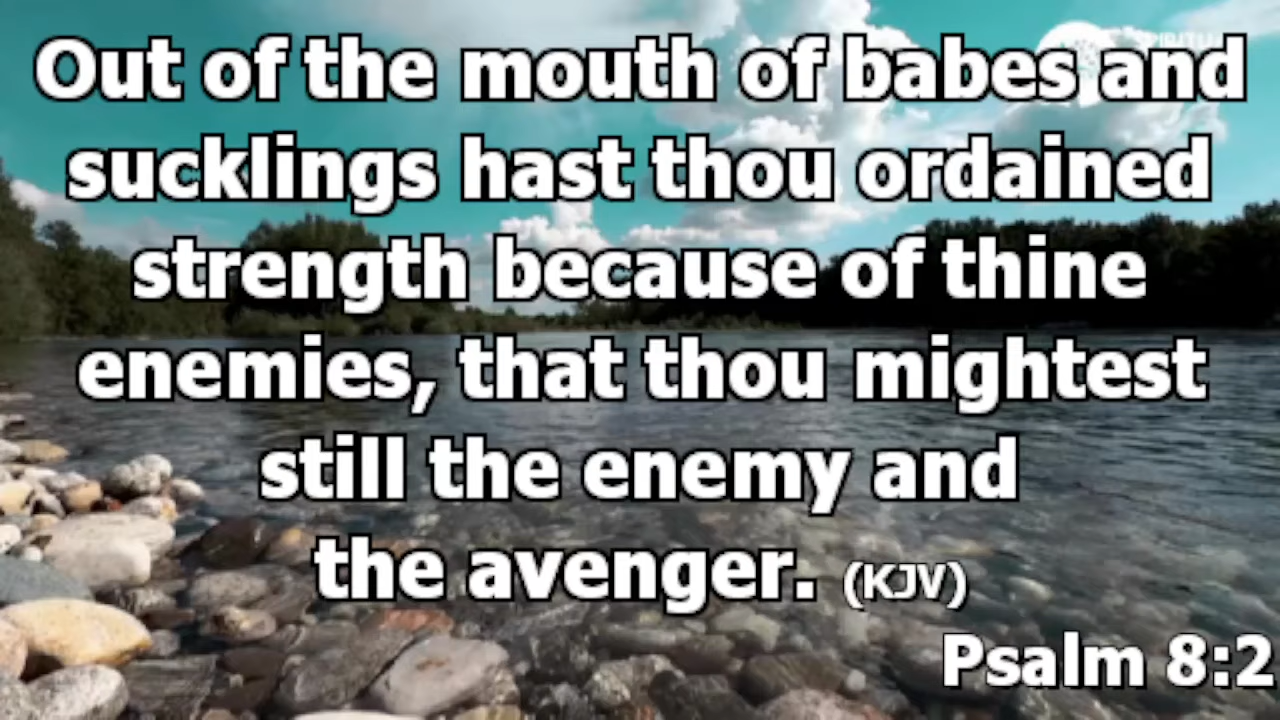 Out of the mouth of babes and
sucklings hast thou ordained
strength because of thine
enemies, that thou mightest
still the enemy and
the avenger. (KJV)
Psalm 8:2